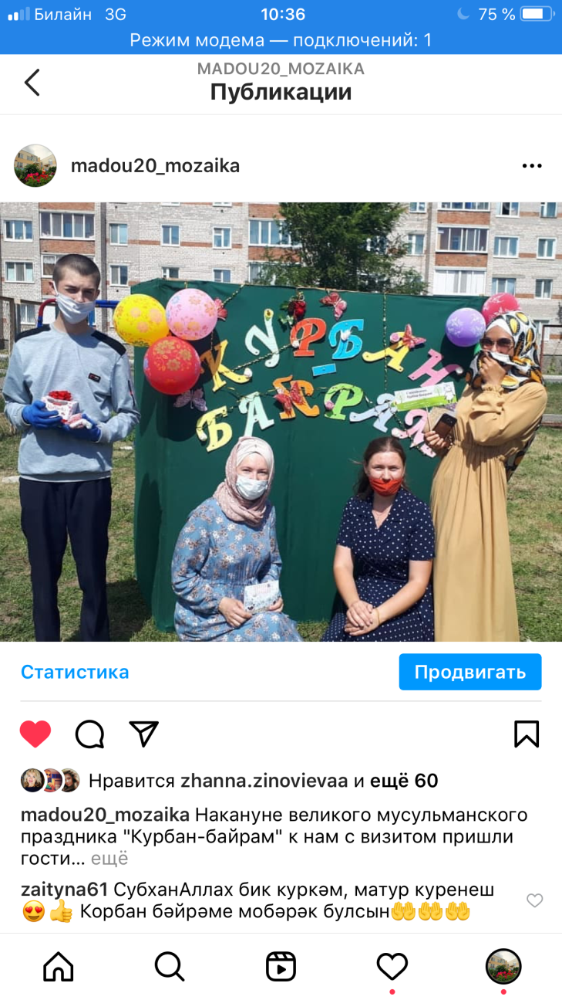 Билайн 3G 10:36 75 %
Режим модема — подключений: 1
MADOU20_MOZAIKA
Публикации
madou20_mozaika
КУРБАН-
БАЙРАМ
Статистика
Продвигать
Нравится zhanna.zinovievaa и ещё 60
madou20_mozaika Накануне великого мусульманского
праздника "Курбан-байрам" к нам с визитом пришли
гости... ещё
zaityna61 СубханАллах бик куркәм, матур куренеш
😍👍 Корбан бәйрәме мобәрәк булсын🤲🤲🤲